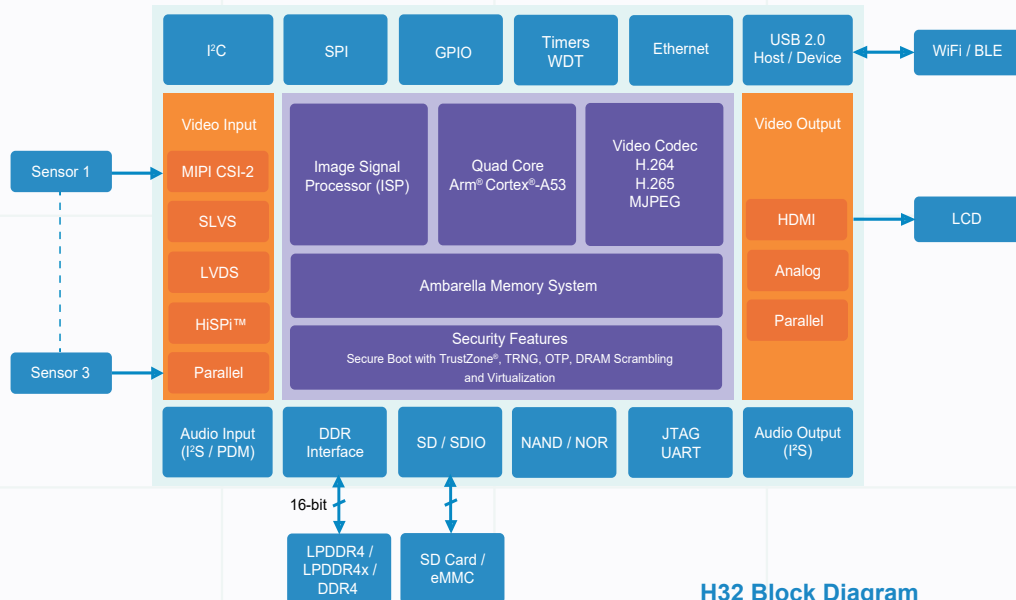 I²C
SPI
GPIO
Timers
WDT
Ethernet
USB 2.0
Host / Device
WiFi / BLE
Video Input
MIPI CSI-2
SLVS
LVDS
HiSPi™
Parallel
Sensor 1
Sensor 3
Image Signal
Processor (ISP)
Quad Core
Arm® Cortex®-A53
Video Codec
H.264
H.265
MJPEG
Ambarella Memory System
Security Features
Secure Boot with TrustZone®, TRNG, OTP, DRAM Scrambling
and Virtualization
Video Output
HDMI
Analog
Parallel
LCD
Audio Input
(I²S / PDM)
DDR
Interface
SD / SDIO
NAND / NOR
JTAG
UART
Audio Output
(I²S)
16-bit
LPDDR4 /
LPDDR4x /
DDR4
SD Card /
eMMC
H32 Block Diagram